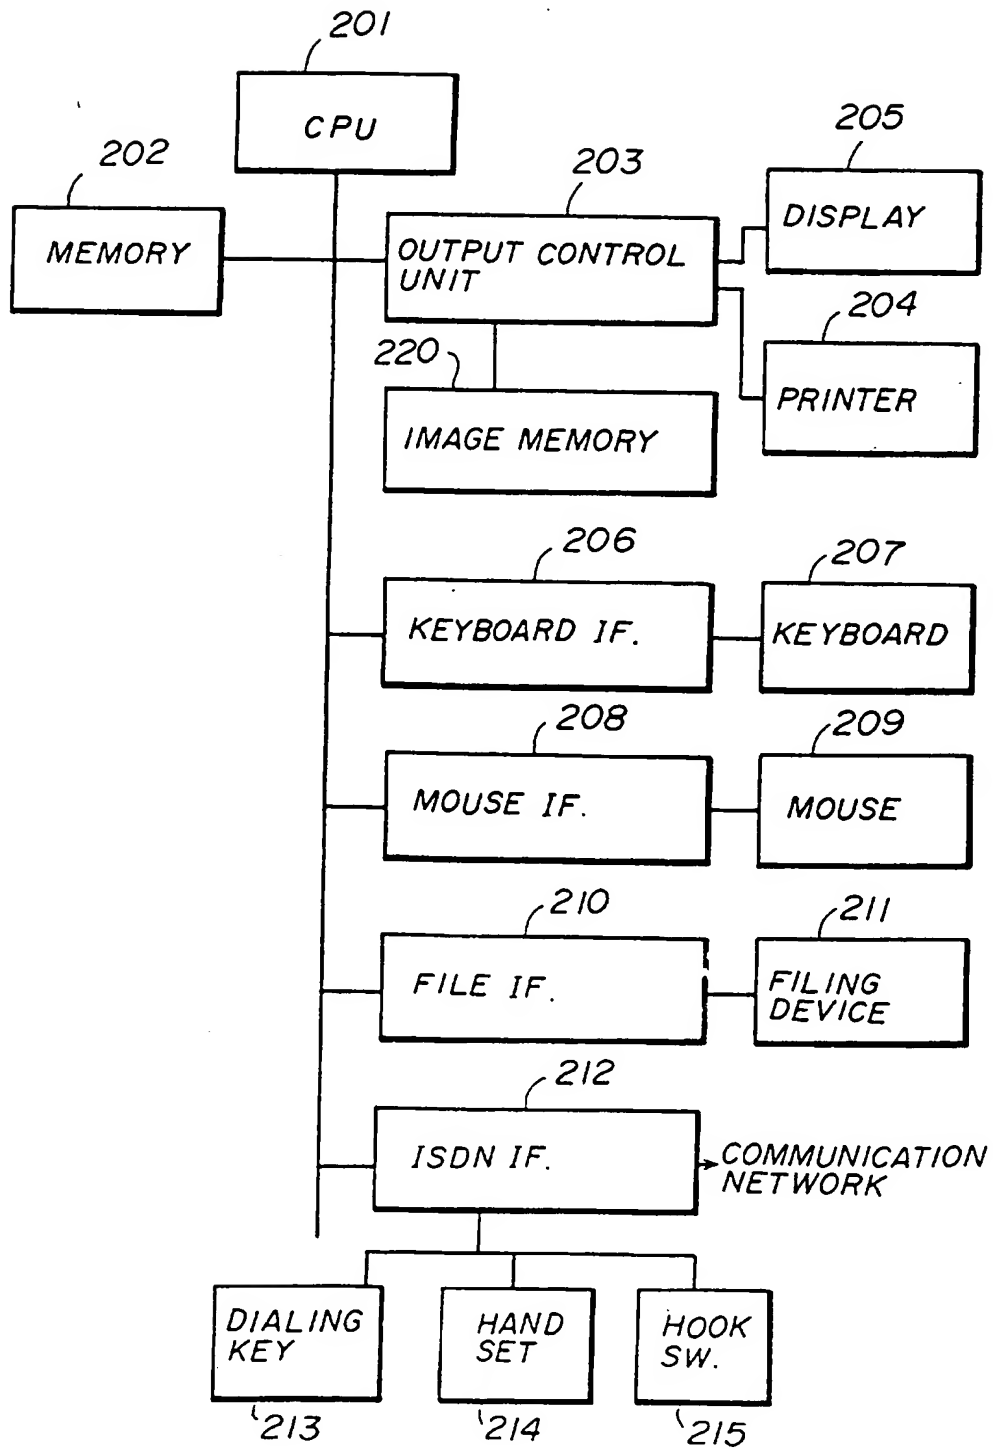 201
CPU
202
MEMORY
203
OUTPUT CONTROL
UNIT
205
DISPLAY
204
PRINTER
220
IMAGE MEMORY
206
KEYBOARD IF.
207
KEYBOARD
208
MOUSE IF.
209
MOUSE
210
FILE IF.
211
FILING
DEVICE
212
ISDN IF.
COMMUNICATION
NETWORK
DIALING
KEY
213
HAND
SET
214
HOOK
SW.
215